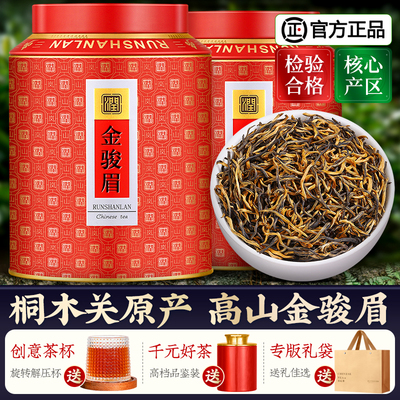 RUNSHANLAN
正 官方正品
检验
合格
核心
产区
潤
金骏眉
RUNSHANLAN
Chinese tea
桐木关原产 高山金骏眉
创意茶杯
旋转解压杯
送
千元好茶
高档品鉴装
送
专版礼袋
送礼佳选
送